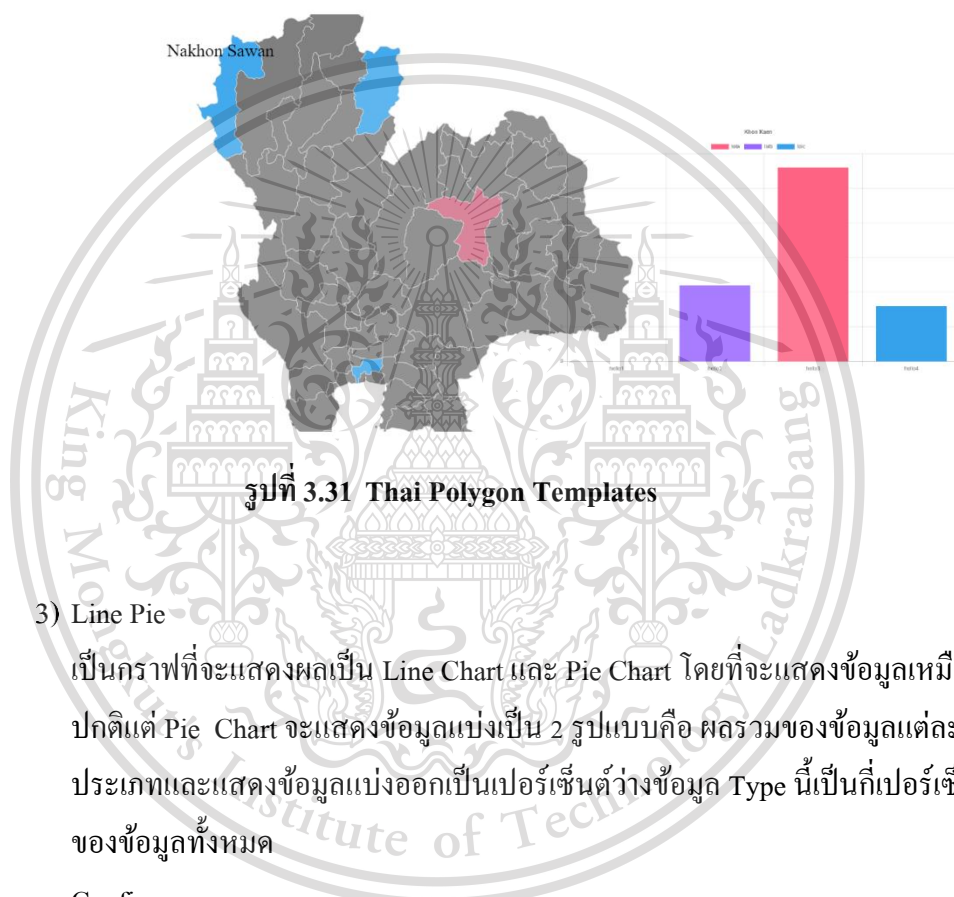 Nakhon Sawan
Khon Kaen
hello3
hello4
รูปที่ 3.31 Thai Polygon Templates
3) Line Pie
เป็นกราฟที่จะแสดงผลเป็น Line Chart และ Pie Chart โดยที่จะแสดงข้อมูลเหมื
ปกติแต่ Pie Chart จะแสดงข้อมูลแบ่งเป็น 2 รูปแบบคือ ผลรวมของข้อมูลแต่ละ
ประเภทและแสดงข้อมูลแบ่งออกเป็นเปอร์เซ็นต์ว่างข้อมูล Type นี้เป็นกี่เปอร์เซ็
ของข้อมูลทั้งหมด
King Mongkut's Institute of Technology Ladkrabang